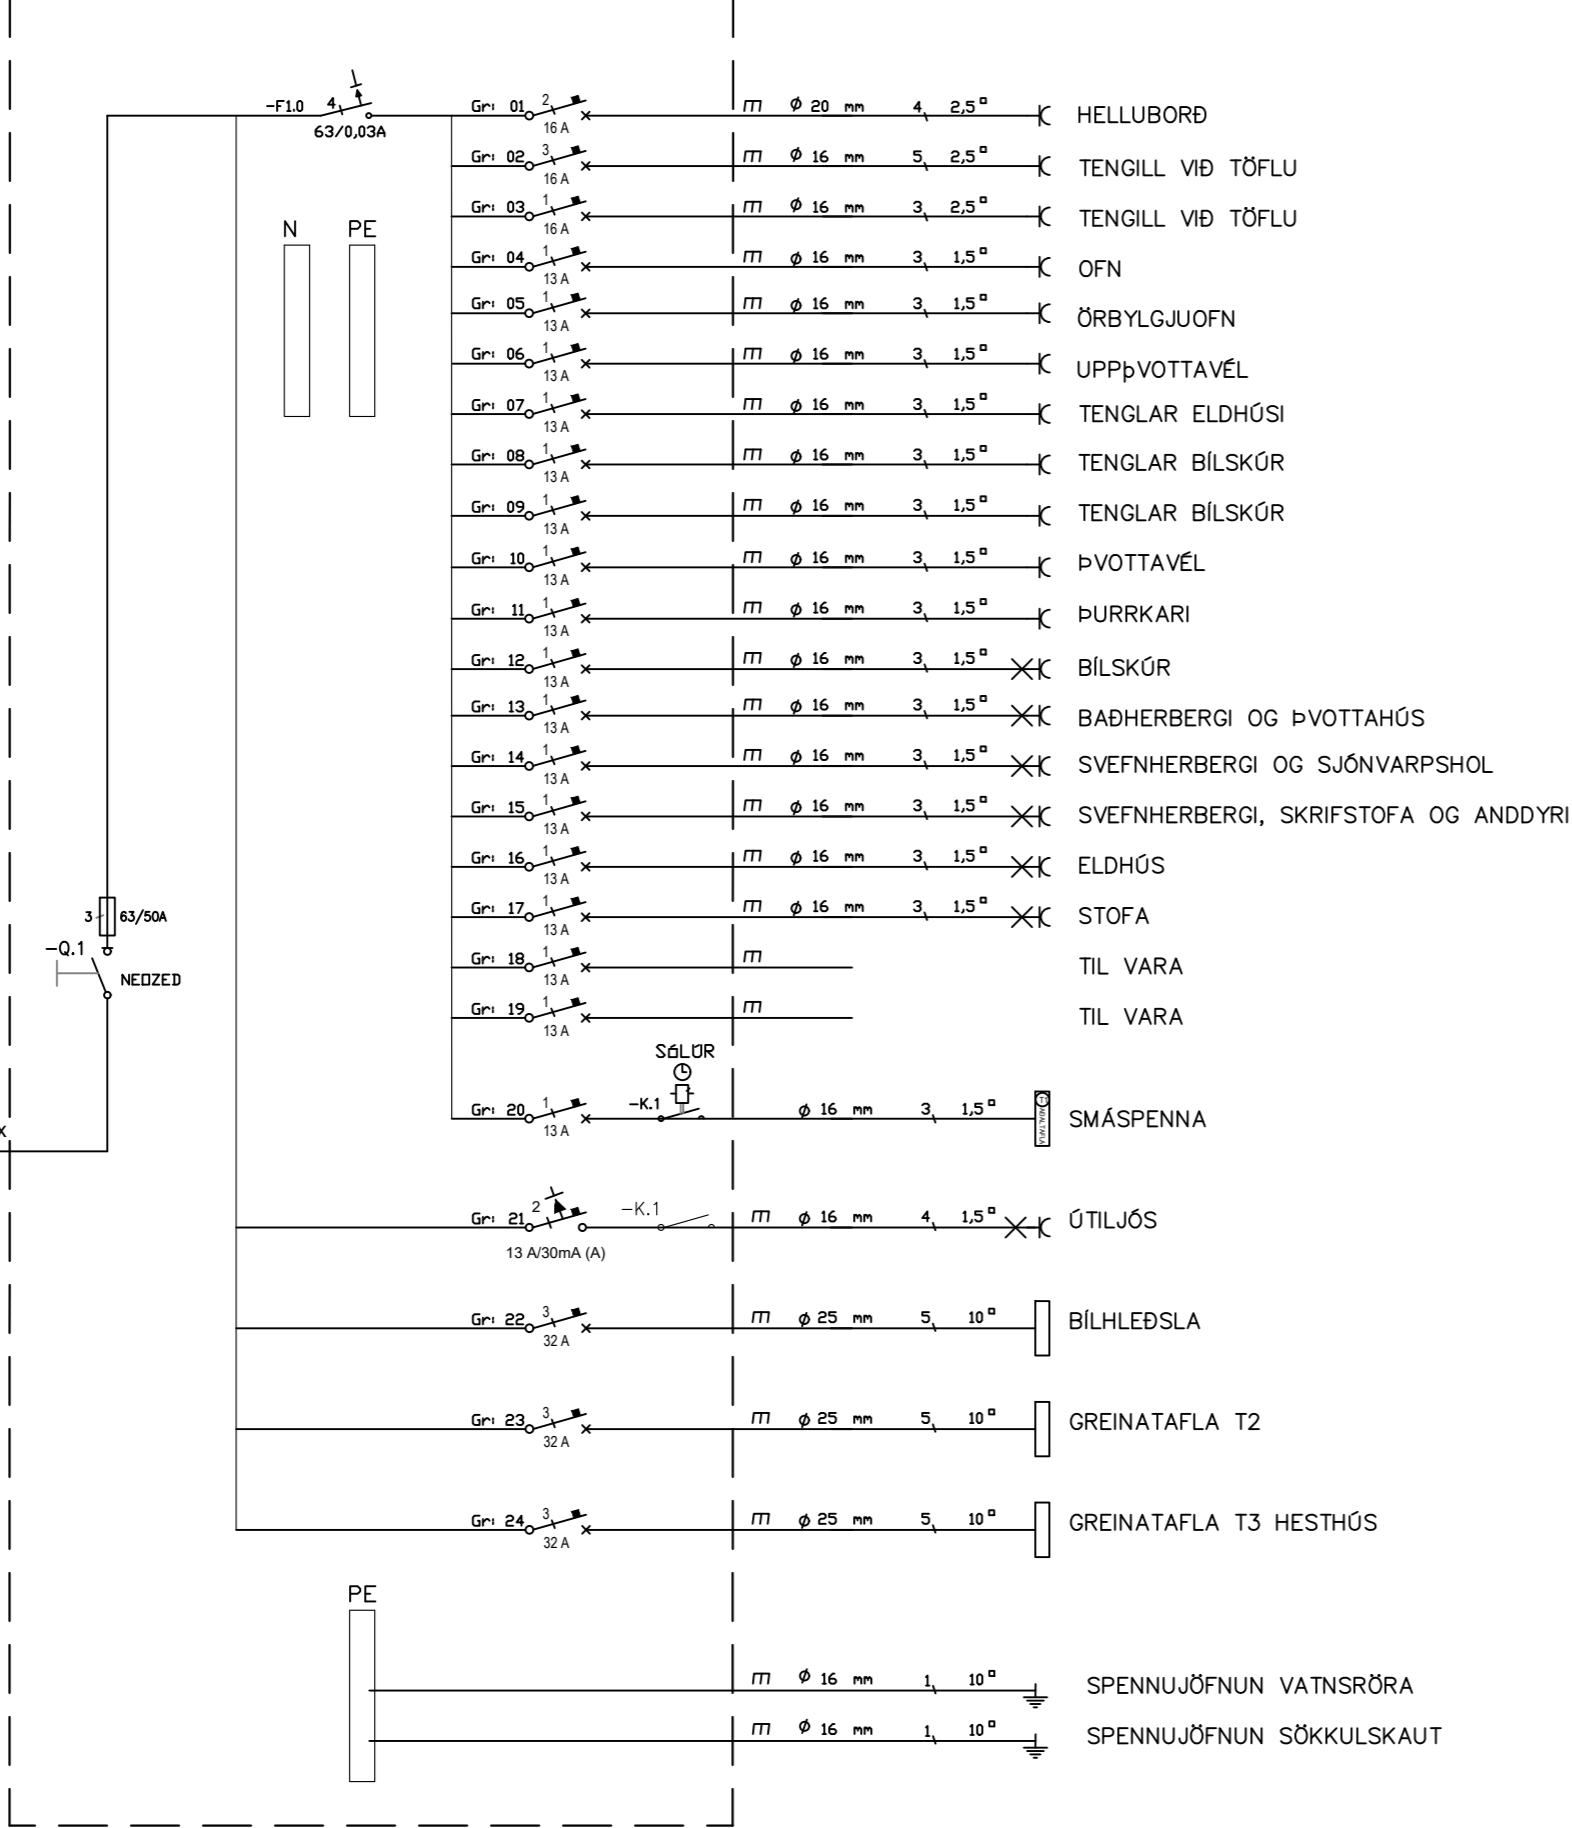 -F1.0 4 63/0,03A
N PE
Gr: 01 2 16 A m ϕ 20 mm 4 2,5▫ HELLUBORÐ
Gr: 02 3 16 A m ϕ 16 mm 5 2,5▫ TENGILL VIÐ TÖFLU
Gr: 03 1 16 A m ϕ 16 mm 3 2,5▫ TENGILL VIÐ TÖFLU
Gr: 04 1 13 A m ϕ 16 mm 3 1,5▫ OFN
Gr: 05 1 13 A m ϕ 16 mm 3 1,5▫ ÖRBYLGJUOFN
Gr: 06 1 13 A m ϕ 16 mm 3 1,5▫ UPPÞVOTTAVÉL
Gr: 07 1 13 A m ϕ 16 mm 3 1,5▫ TENGLAR ELDHÚSI
Gr: 08 1 13 A m ϕ 16 mm 3 1,5▫ TENGLAR BÍLSKÚR
Gr: 09 1 13 A m ϕ 16 mm 3 1,5▫ TENGLAR BÍLSKÚR
Gr: 10 1 13 A m ϕ 16 mm 3 1,5▫ ÞVOTTAVÉL
Gr: 11 1 13 A m ϕ 16 mm 3 1,5▫ ÞURRKARI
Gr: 12 1 13 A m ϕ 16 mm 3 1,5▫ BÍLSKÚR
Gr: 13 1 13 A m ϕ 16 mm 3 1,5▫ BAÐHERBERGI OG ÞVOTTAHÚS
Gr: 14 1 13 A m ϕ 16 mm 3 1,5▫ SVEFNHERBERGI OG SJÓNVARPSHOL
Gr: 15 1 13 A m ϕ 16 mm 3 1,5▫ SVEFNHERBERGI, SKRIFSTOFA OG ANDDYRI
Gr: 16 1 13 A m ϕ 16 mm 3 1,5▫ ELDHÚS
Gr: 17 1 13 A m ϕ 16 mm 3 1,5▫ STOFA
3 63/50A
-Q.1
NEOZED
Gr: 18 1 13 A m TIL VARA
Gr: 19 1 13 A m TIL VARA
SóLÚR
Gr: 20 1 13 A -K.1 ϕ 16 mm 3 1,5▫ SMÁSPENNA
x
Gr: 21 2 13 A/30mA (A) -K.1 m ϕ 16 mm 4 1,5▫ ÚTILJÓS
Gr: 22 3 32 A m ϕ 25 mm 5 10▫ BÍLHLEÐSLA
Gr: 23 3 32 A m ϕ 25 mm 5 10▫ GREINATAFLA T2
Gr: 24 3 32 A m ϕ 25 mm 5 10▫ GREINATAFLA T3 HESTHÚS
PE
m ϕ 16 mm 1 10▫ SPENNUJÖFNUN VATNSRÖRA
m ϕ 16 mm 1 10▫ SPENNUJÖFNUN SÖKKULSKAUT